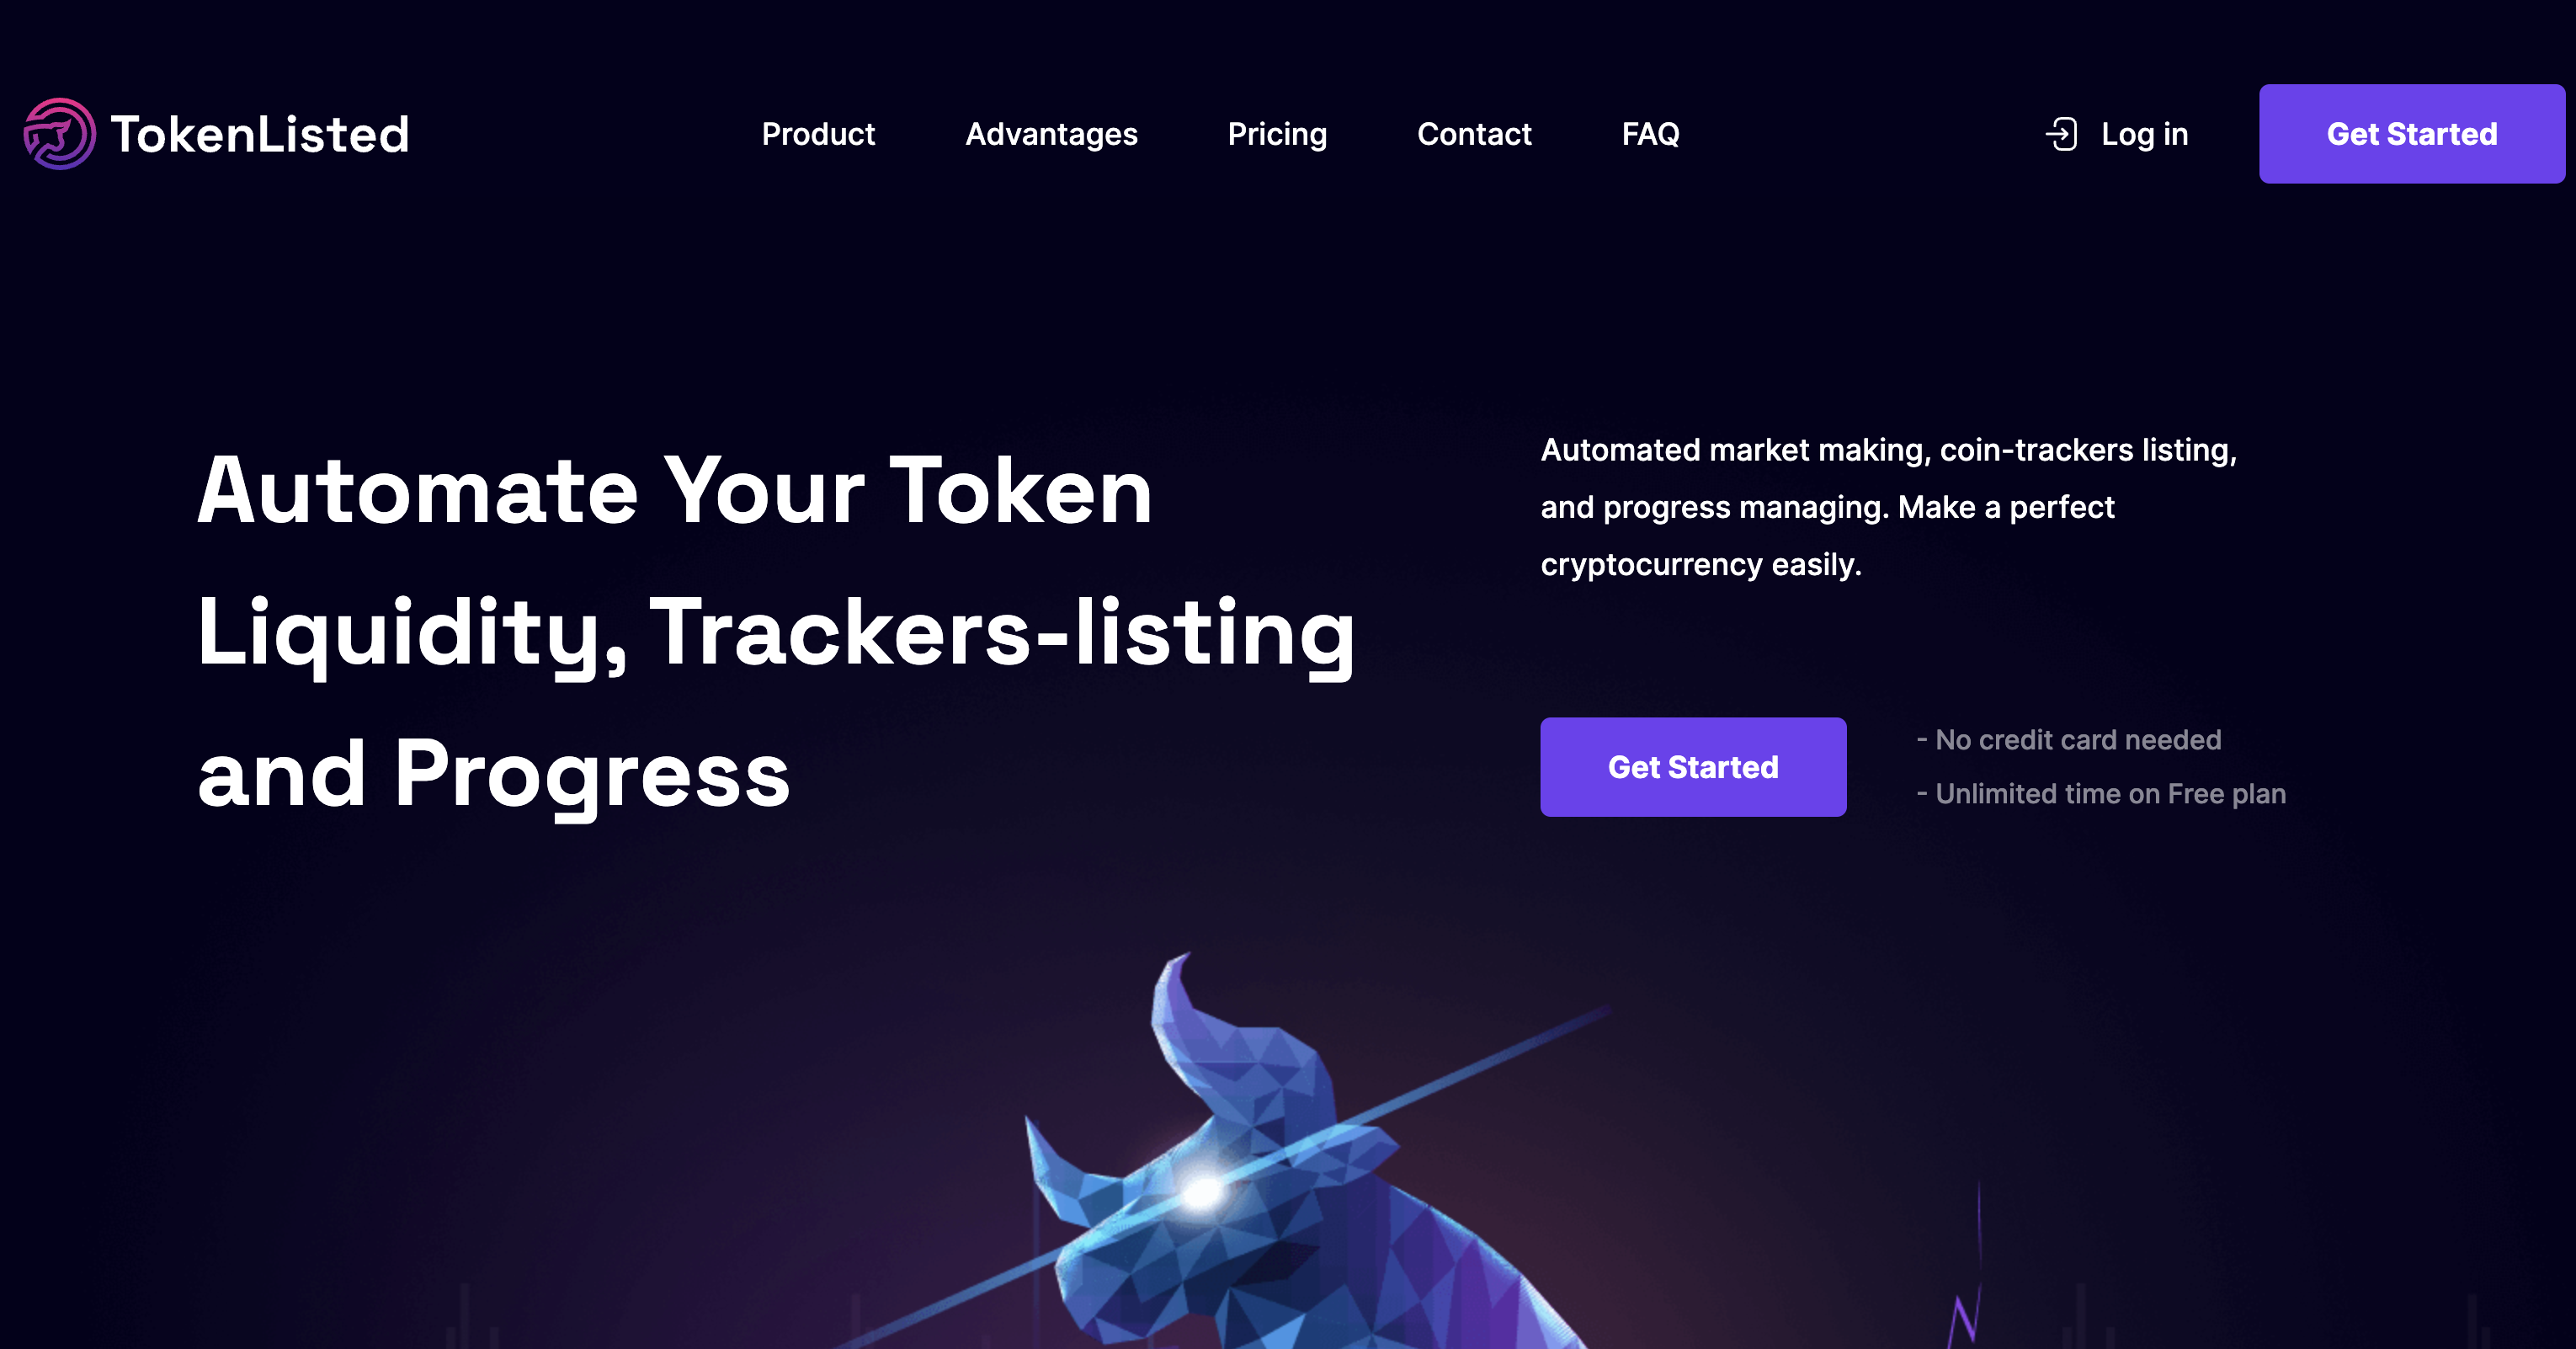 TokenListed
Product
Advantages
Pricing
Contact
FAQ
Log in
Get Started
Automate Your Token
Liquidity, Trackers-listing
and Progress
Automated market making, coin-trackers listing,
and progress managing. Make a perfect
cryptocurrency easily.
Get Started
- No credit card needed
- Unlimited time on Free plan